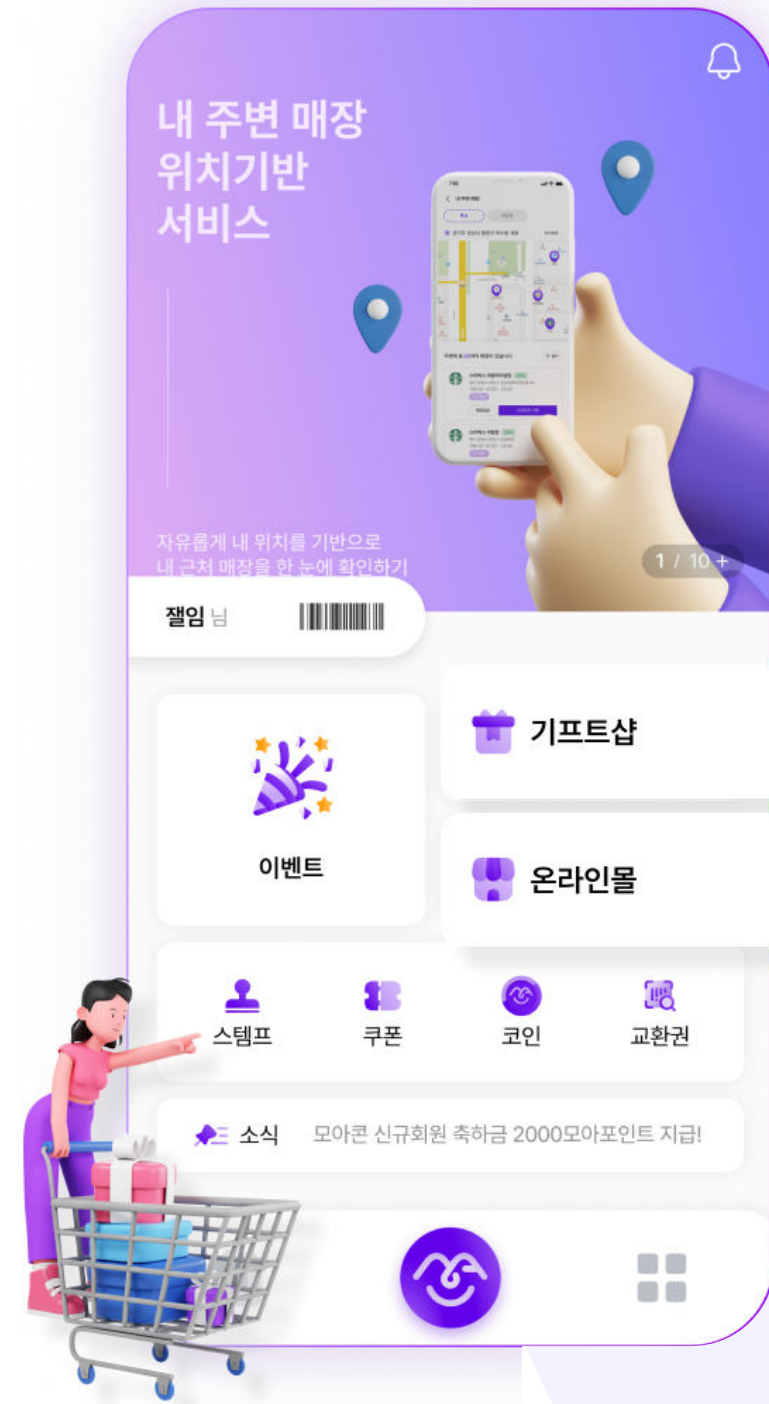 내 주변 매장
위치기반
서비스
자유롭게 내 위치를 기반으로
내 근처 매장을 한 눈에 확인하기
1 / 10 +
잴임 님
이벤트
기프트샵
온라인몰
스템프
쿠폰
코인
교환권
소식 모아콘 신규회원 축하금 2000모아포인트 지급!